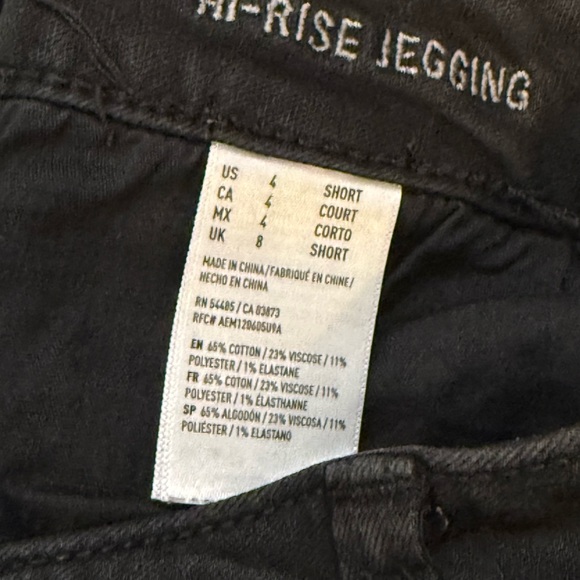 HI-RISE JEGGING
US 4 SHORT
CA 4 COURT
MX 4 CORTO
UK 8 SHORT
MADE IN CHINA/FABRIQUÉ EN CHINE/
HECHO EN CHINA
RN 54485 / CA 03873
RFC# AEM120605U9A
EN 65% COTTON / 23% VISCOSE / 11%
POLYESTER / 1% ELASTANE
FR 65% COTON / 23% VISCOSE / 11%
POLYESTER / 1% ÉLASTHANNE
SP 65% ALGODÓN / 23% VISCOSA / 11%
POLIÉSTER / 1% ELASTANO